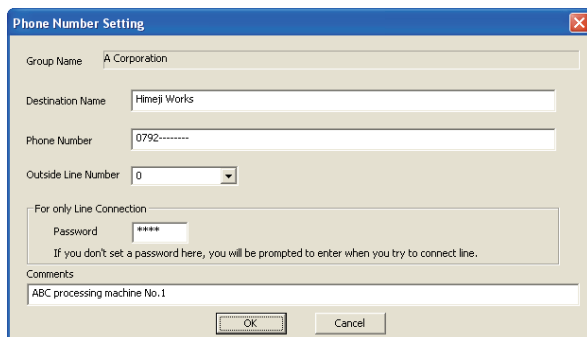 Phone Number Setting
Group Name A Corporation
Destination Name Himeji Works
Phone Number 0792--------
Outside Line Number 0
For only Line Connection
Password ****
If you don't set a password here, you will be prompted to enter when you try to connect line.
Comments
ABC processing machine No.1
OK Cancel